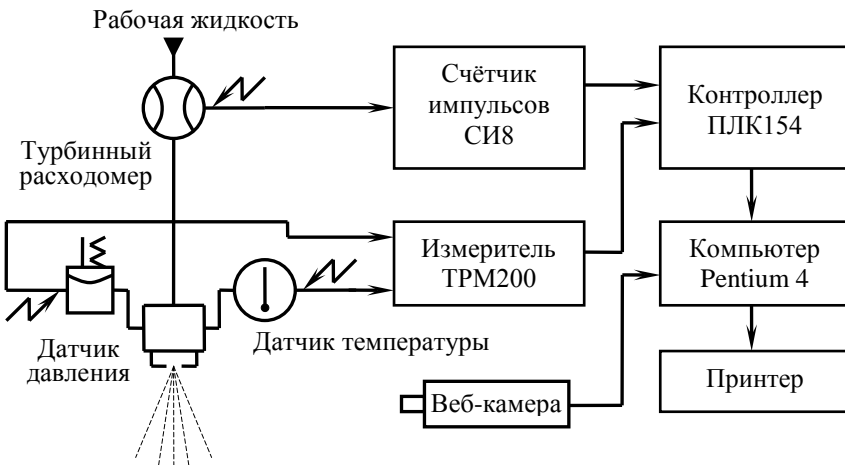 Рабочая жидкость
Счётчик
импульсов
СИ8
Контроллер
ПЛК154
Турбинный
расходомер
Измеритель
ТРМ200
Компьютер
Pentium 4
Датчик
давления
Датчик температуры
Веб-камера
Принтер